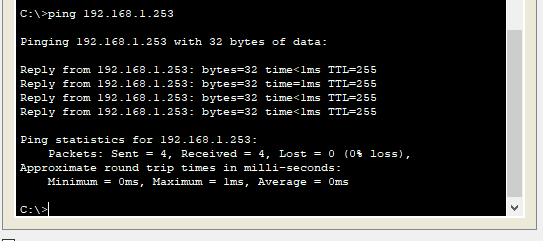 C:\>ping 192.168.1.253
Pinging 192.168.1.253 with 32 bytes of data:
Reply from 192.168.1.253: bytes=32 time<1ms TTL=255
Reply from 192.168.1.253: bytes=32 time=1ms TTL=255
Reply from 192.168.1.253: bytes=32 time<1ms TTL=255
Reply from 192.168.1.253: bytes=32 time<1ms TTL=255
Ping statistics for 192.168.1.253:
Packets: Sent = 4, Received = 4, Lost = 0 (0% loss),
Approximate round trip times in milli-seconds:
Minimum = 0ms, Maximum = 1ms, Average = 0ms
C:\>